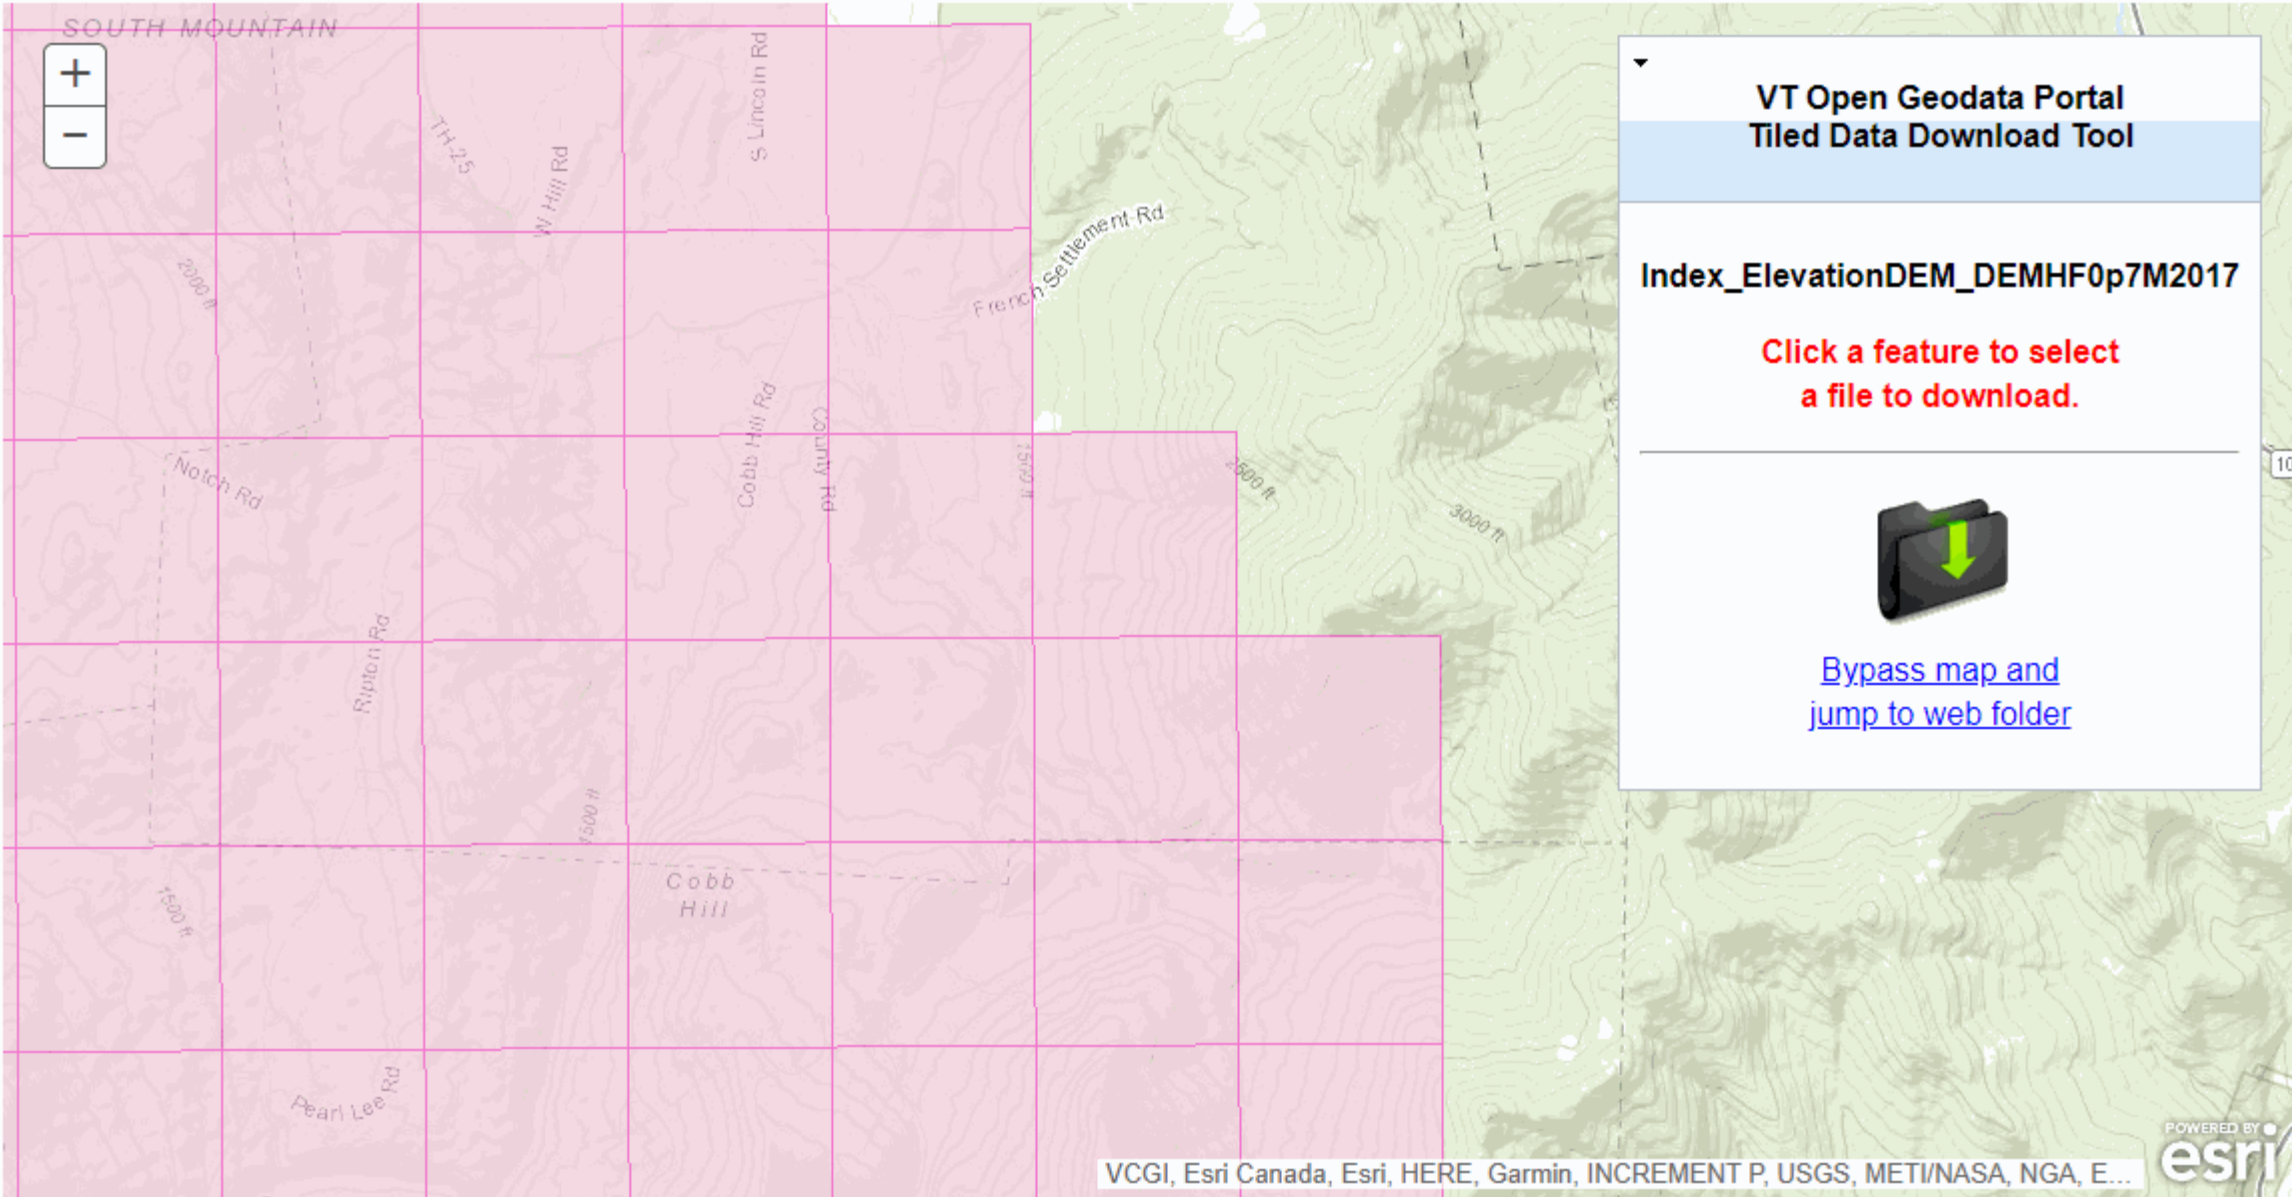 SOUTH MOUNTAIN
+
−
TH-25
W Hill Rd
S Lincoln Rd
2000 ft
French Settlement Rd
Notch Rd
Cobb Hill Rd
County Rd
1500 ft
2500 ft
3000 ft
Ripton Rd
1500 ft
Cobb
Hill
1500 ft
Pearl Lee Rd
VT Open Geodata Portal
Tiled Data Download Tool
Index_ElevationDEM_DEMHF0p7M2017
Click a feature to select
a file to download.
Bypass map and
jump to web folder
10
VCGI, Esri Canada, Esri, HERE, Garmin, INCREMENT P, USGS, METI/NASA, NGA, E...
POWERED BY
esri